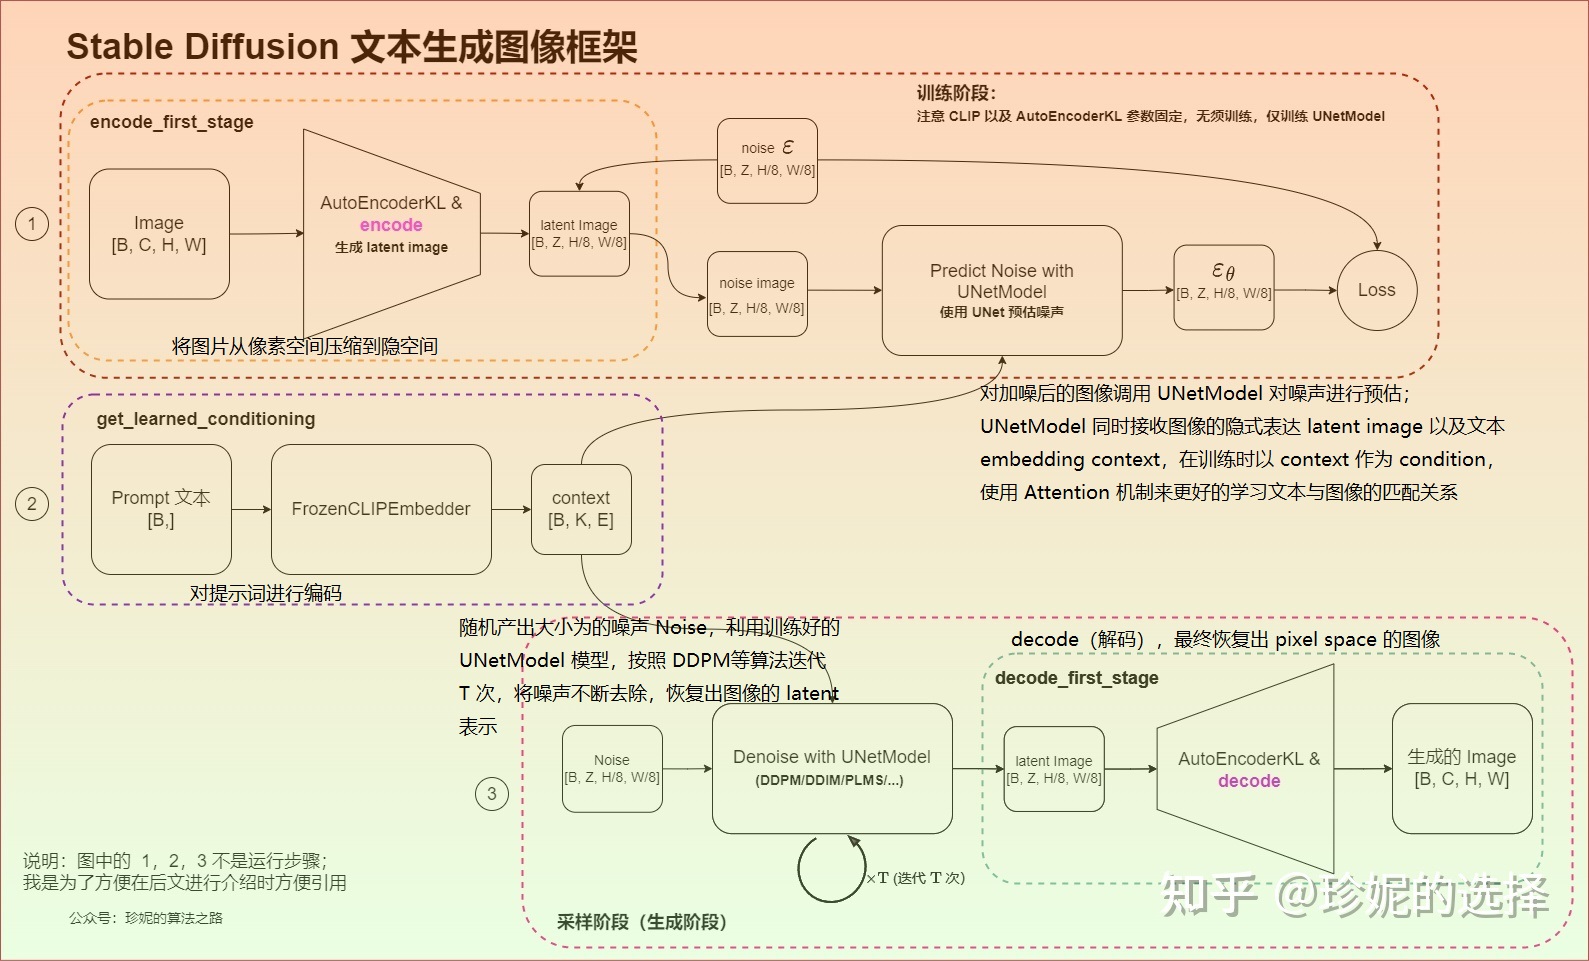 Stable Diffusion 文本生成图像框架
训练阶段：
注意 CLIP 以及 AutoEncoderKL 参数固定，无须训练，仅训练 UNetModel
encode_first_stage
1
Image
[B, C, H, W]
AutoEncoderKL &
encode
生成 latent image
latent Image
[B, Z, H/8, W/8]
noise ε
[B, Z, H/8, W/8]
noise image
[B, Z, H/8, W/8]
Predict Noise with
UNetModel
使用 UNet 预估噪声
εθ
[B, Z, H/8, W/8]
Loss
将图片从像素空间压缩到隐空间
对加噪后的图像调用 UNetModel 对噪声进行预估；
UNetModel 同时接收图像的隐式表达 latent image 以及文本
embedding context，在训练时以 context 作为 condition，
使用 Attention 机制来更好的学习文本与图像的匹配关系
get_learned_conditioning
2
Prompt 文本
[B,]
FrozenCLIPEmbedder
context
[B, K, E]
对提示词进行编码
随机产出大小为的噪声 Noise，利用训练好的
UNetModel 模型，按照 DDPM等算法迭代
T 次，将噪声不断去除，恢复出图像的 latent
表示
decode（解码），最终恢复出 pixel space 的图像
decode_first_stage
3
Noise
[B, Z, H/8, W/8]
Denoise with UNetModel
(DDPM/DDIM/PLMS/...)
×T (迭代 T 次)
latent Image
[B, Z, H/8, W/8]
AutoEncoderKL &
decode
生成的 Image
[B, C, H, W]
采样阶段（生成阶段）
说明：图中的 1，2，3 不是运行步骤；
我是为了方便在后文进行介绍时方便引用
公众号：珍妮的算法之路
知乎 @珍妮的选择